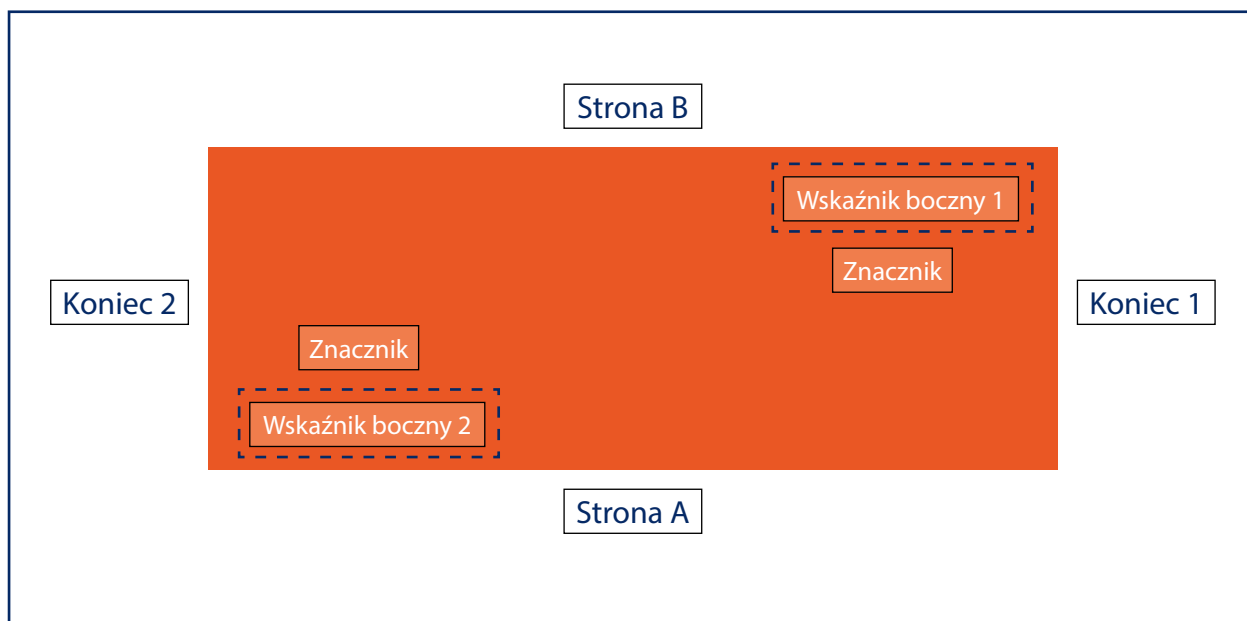 Strona B
Wskaźnik boczny 1
Znacznik
Koniec 2
Koniec 1
Znacznik
Wskaźnik boczny 2
Strona A